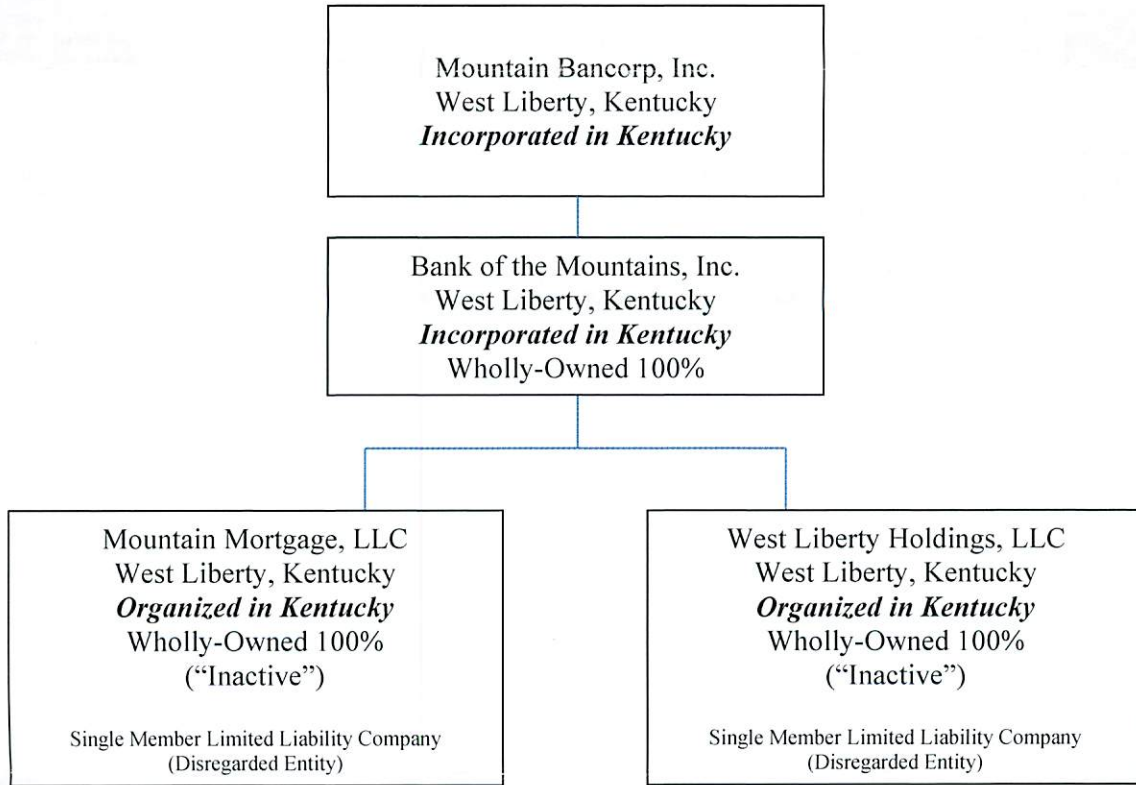 Mountain Bancorp, Inc.
West Liberty, Kentucky
Incorporated in Kentucky
Bank of the Mountains, Inc.
West Liberty, Kentucky
Incorporated in Kentucky
Wholly-Owned 100%
Mountain Mortgage, LLC
West Liberty, Kentucky
Organized in Kentucky
Wholly-Owned 100%
(“Inactive”)
Single Member Limited Liability Company
(Disregarded Entity)
West Liberty Holdings, LLC
West Liberty, Kentucky
Organized in Kentucky
Wholly-Owned 100%
(“Inactive”)
Single Member Limited Liability Company
(Disregarded Entity)